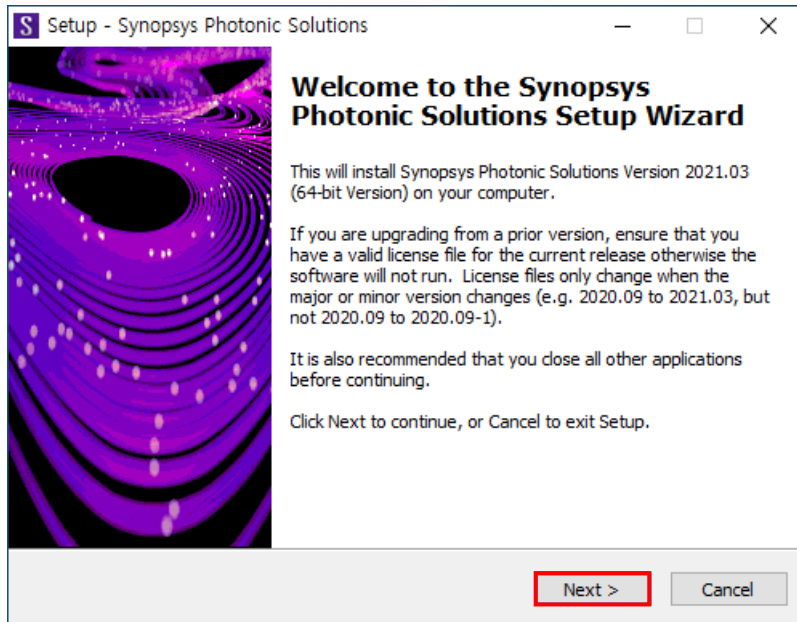 S Setup - Synopsys Photonic Solutions
Welcome to the Synopsys
Photonic Solutions Setup Wizard
This will install Synopsys Photonic Solutions Version 2021.03
(64-bit Version) on your computer.
If you are upgrading from a prior version, ensure that you
have a valid license file for the current release otherwise the
software will not run.  License files only change when the
major or minor version changes (e.g. 2020.09 to 2021.03, but
not 2020.09 to 2020.09-1).
It is also recommended that you close all other applications
before continuing.
Click Next to continue, or Cancel to exit Setup.
Next > Cancel